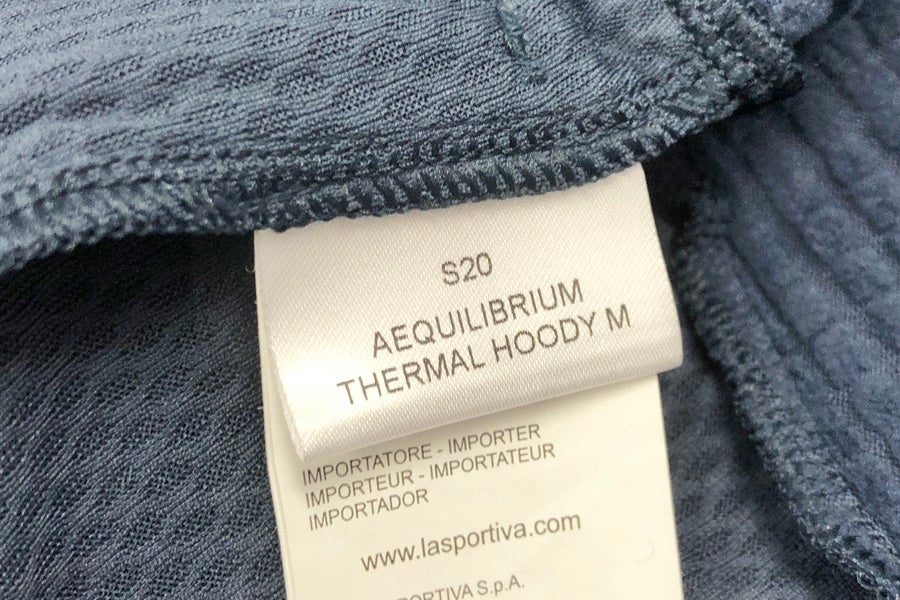 S20
AEQUILIBRIUM
THERMAL HOODY M
IMPORTATORE - IMPORTER
IMPORTEUR - IMPORTATEUR
IMPORTADOR
www.lasportiva.com
S.p.A.